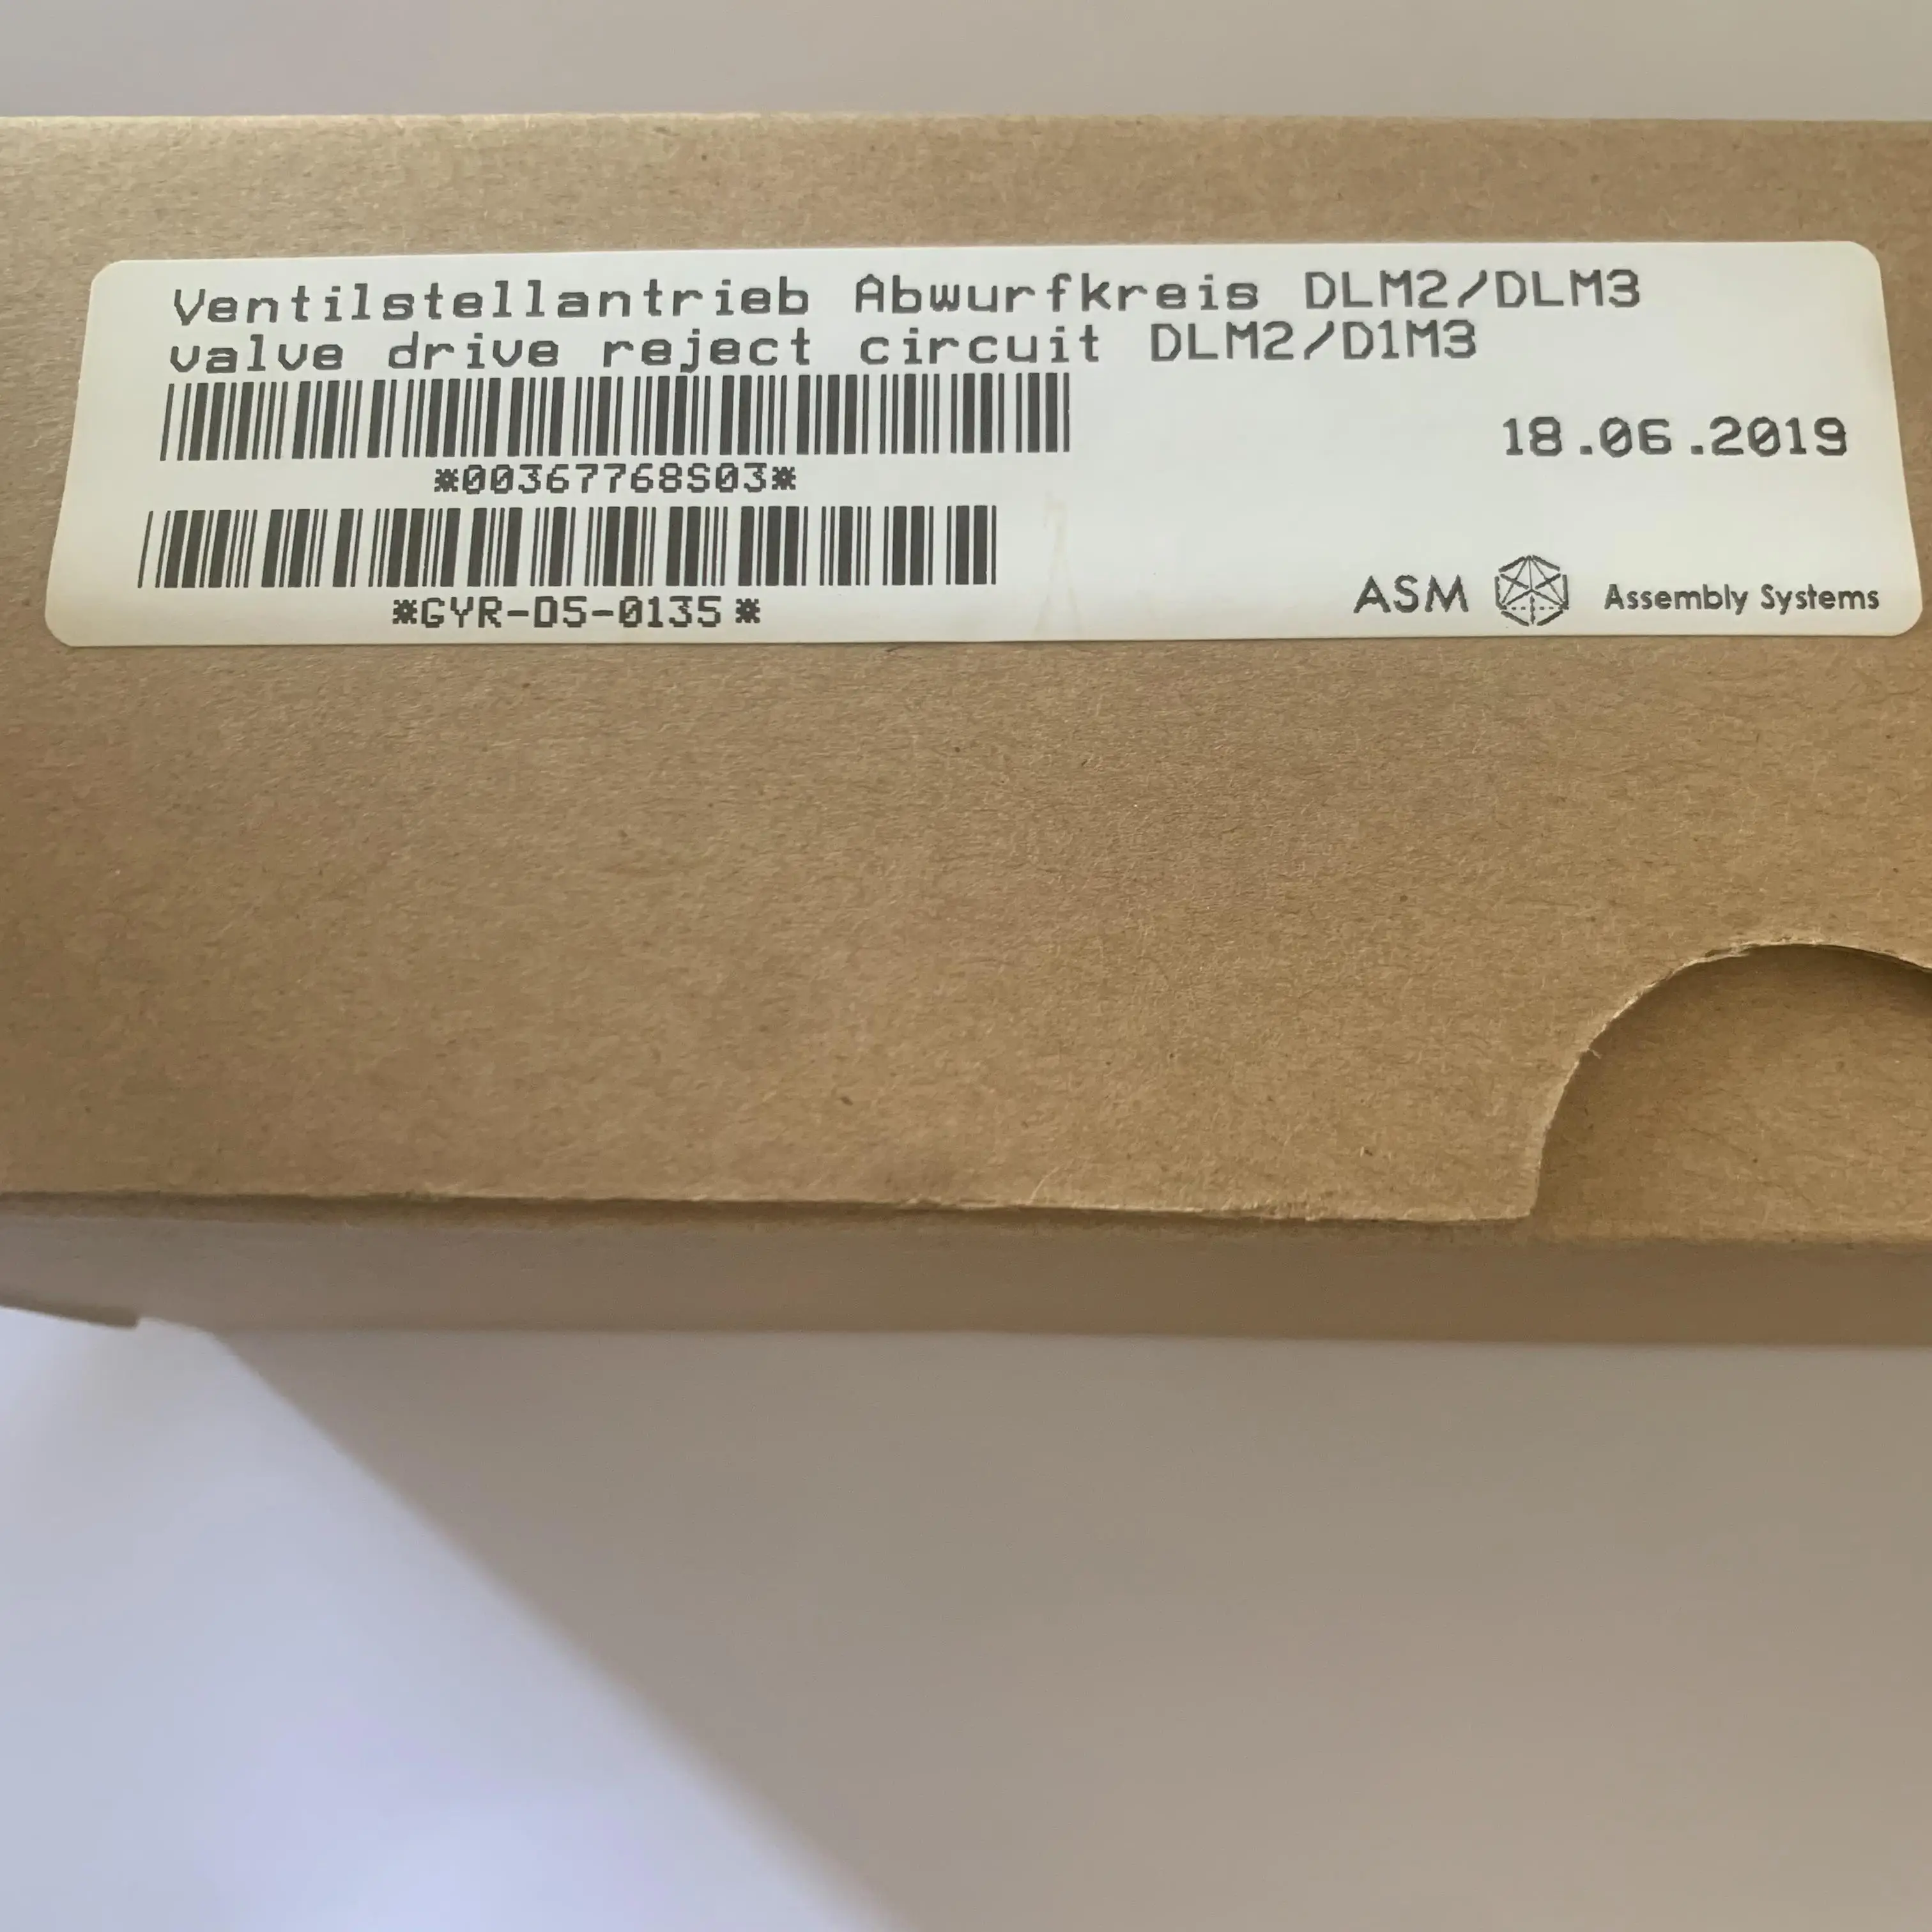 Ventilstellantrieb Abwurfkreis DLM2/DLM3
valve drive reject circuit DLM2/D1M3
18.06.2019
*00367768S03*
*GYR-D5-0135*
ASM Assembly Systems